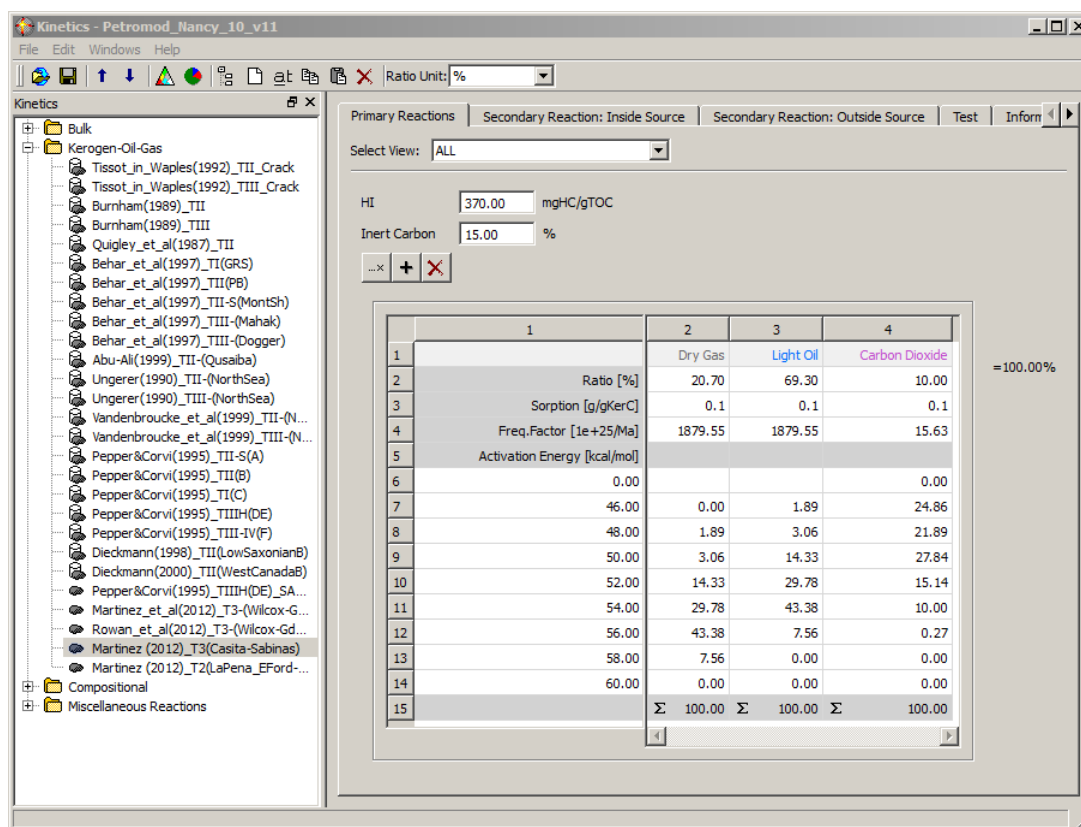 Kinetics - Petromod_Nancy_10_v11
File Edit Windows Help
at Ratio Unit: %
Kinetics
Bulk
Kerogen-Oil-Gas
Tissot_in_Waples(1992)_TII_Crack
Tissot_in_Waples(1992)_TIII_Crack
Burnham(1989)_TII
Burnham(1989)_TIII
Quigley_et_al(1987)_TII
Behar_et_al(1997)_TI(GRS)
Behar_et_al(1997)_TII(PB)
Behar_et_al(1997)_TII-S(MontSh)
Behar_et_al(1997)_TIII-(Mahak)
Behar_et_al(1997)_TIII-(Dogger)
Abu-Ali(1999)_TII-(Qusaiba)
Ungerer(1990)_TII-(NorthSea)
Ungerer(1990)_TIII-(NorthSea)
Vandenbroucke_et_al(1999)_TII-(N...
Vandenbroucke_et_al(1999)_TIII-(N...
Pepper&Corvi(1995)_TII-S(A)
Pepper&Corvi(1995)_TII(B)
Pepper&Corvi(1995)_TI(C)
Pepper&Corvi(1995)_TIIIH(DE)
Pepper&Corvi(1995)_TIII-IV(F)
Dieckmann(1998)_TII(LowSaxonianB)
Dieckmann(2000)_TII(WestCanadaB)
Pepper&Corvi(1995)_TIIIH(DE)_SA...
Martinez_et_al(2012)_T3-(Wilcox-G...
Rowan_et_al(2012)_T3-(Wilcox-Gd...
Martinez (2012)_T3(Casita-Sabinas)
Martinez (2012)_T2(LaPena_EFord-...
Compositional
Miscellaneous Reactions
Primary Reactions Secondary Reaction: Inside Source Secondary Reaction: Outside Source Test Inform
Select View: ALL
HI 370.00 mgHC/gTOC
Inert Carbon 15.00 %
...x
1 2 3 4
1 Dry Gas Light Oil Carbon Dioxide
2 Ratio [%] 20.70 69.30 10.00
3 Sorption [g/gKerC] 0.1 0.1 0.1
4 Freq.Factor [1e+25/Ma] 1879.55 1879.55 15.63
5 Activation Energy [kcal/mol]
6 0.00 0.00
7 46.00 0.00 1.89 24.86
8 48.00 1.89 3.06 21.89
9 50.00 3.06 14.33 27.84
10 52.00 14.33 29.78 15.14
11 54.00 29.78 43.38 10.00
12 56.00 43.38 7.56 0.27
13 58.00 7.56 0.00 0.00
14 60.00 0.00 0.00 0.00
15 Σ 100.00 Σ 100.00 Σ 100.00
=100.00%